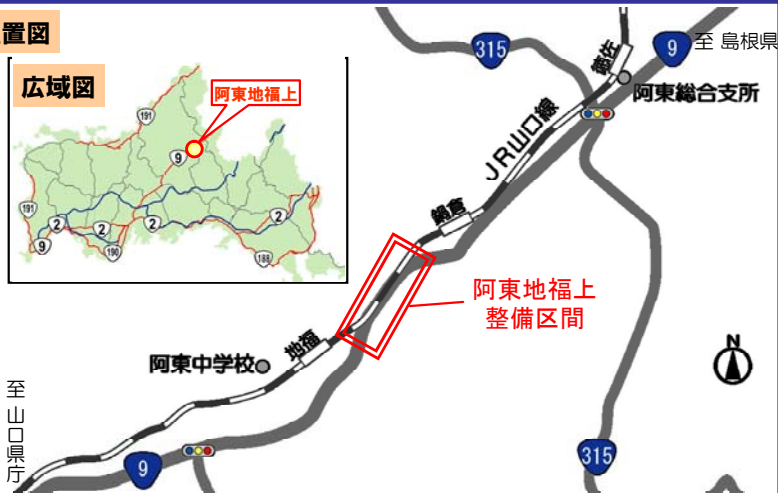 置図
広域図
阿東地福上
191
9
191
2
2
2
9
190
188
315
9
至 島根県
徳佐
阿東総合支所
JR山口線
鍋倉
阿東地福上
整備区間
地福
阿東中学校
N
至 山口県庁
9
315